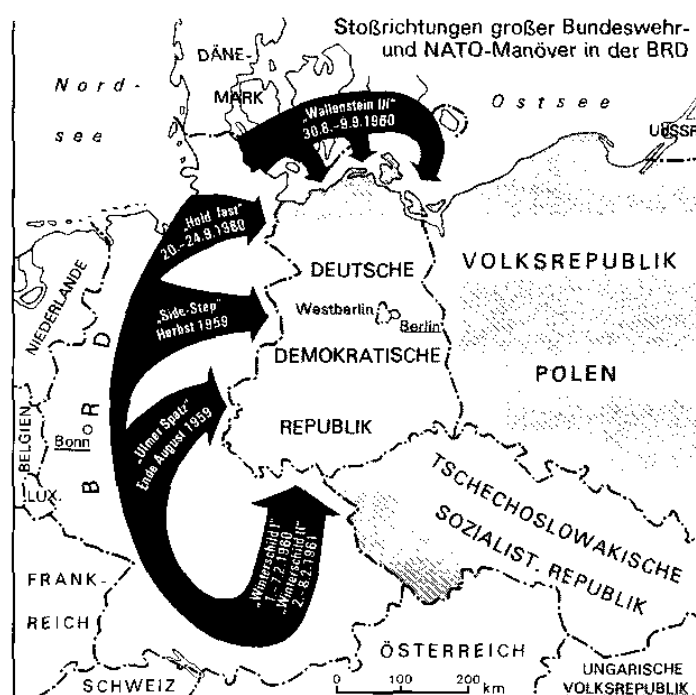 Stoßrichtungen großer Bundeswehr-
und NATO-Manöver in der BRD
Nord-
see
DÄNE-
MARK
Ostsee
UdSSR
„Wallenstein III“
30.8.–9.9.1960
„Hold fast“
20.–24.9.1960
„Side-Step“
Herbst 1959
„Ulmer Spatz“
Ende August 1959
„Winterschild I“
1.–7.2.1960
„Winterschild II“
2.–8.2.1961
NIEDERLANDE
BELGIEN
LUX.
BRD
Bonn
DEUTSCHE
Westberlin
Berlin
DEMOKRATISCHE
REPUBLIK
VOLKSREPUBLIK
POLEN
TSCHECHOSLOWAKISCHE
SOZIALIST. REPUBLIK
FRANK-
REICH
SCHWEIZ
ÖSTERREICH
UNGARISCHE
VOLKSREPUBLIK
0 100 200 km